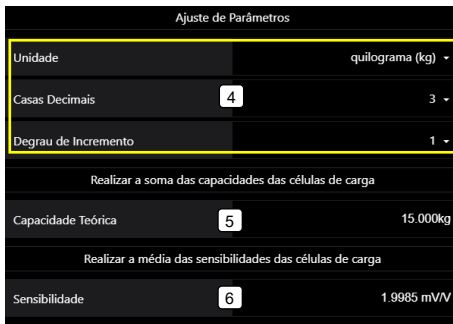 Ajuste de Parâmetros
Unidade quilograma (kg)
Casas Decimais 4 3
Degrau de Incremento 1
Realizar a soma das capacidades das células de carga
Capacidade Teórica 5 15.000kg
Realizar a média das sensibilidades das células de carga
Sensibilidade 6 1.9985 mV/V